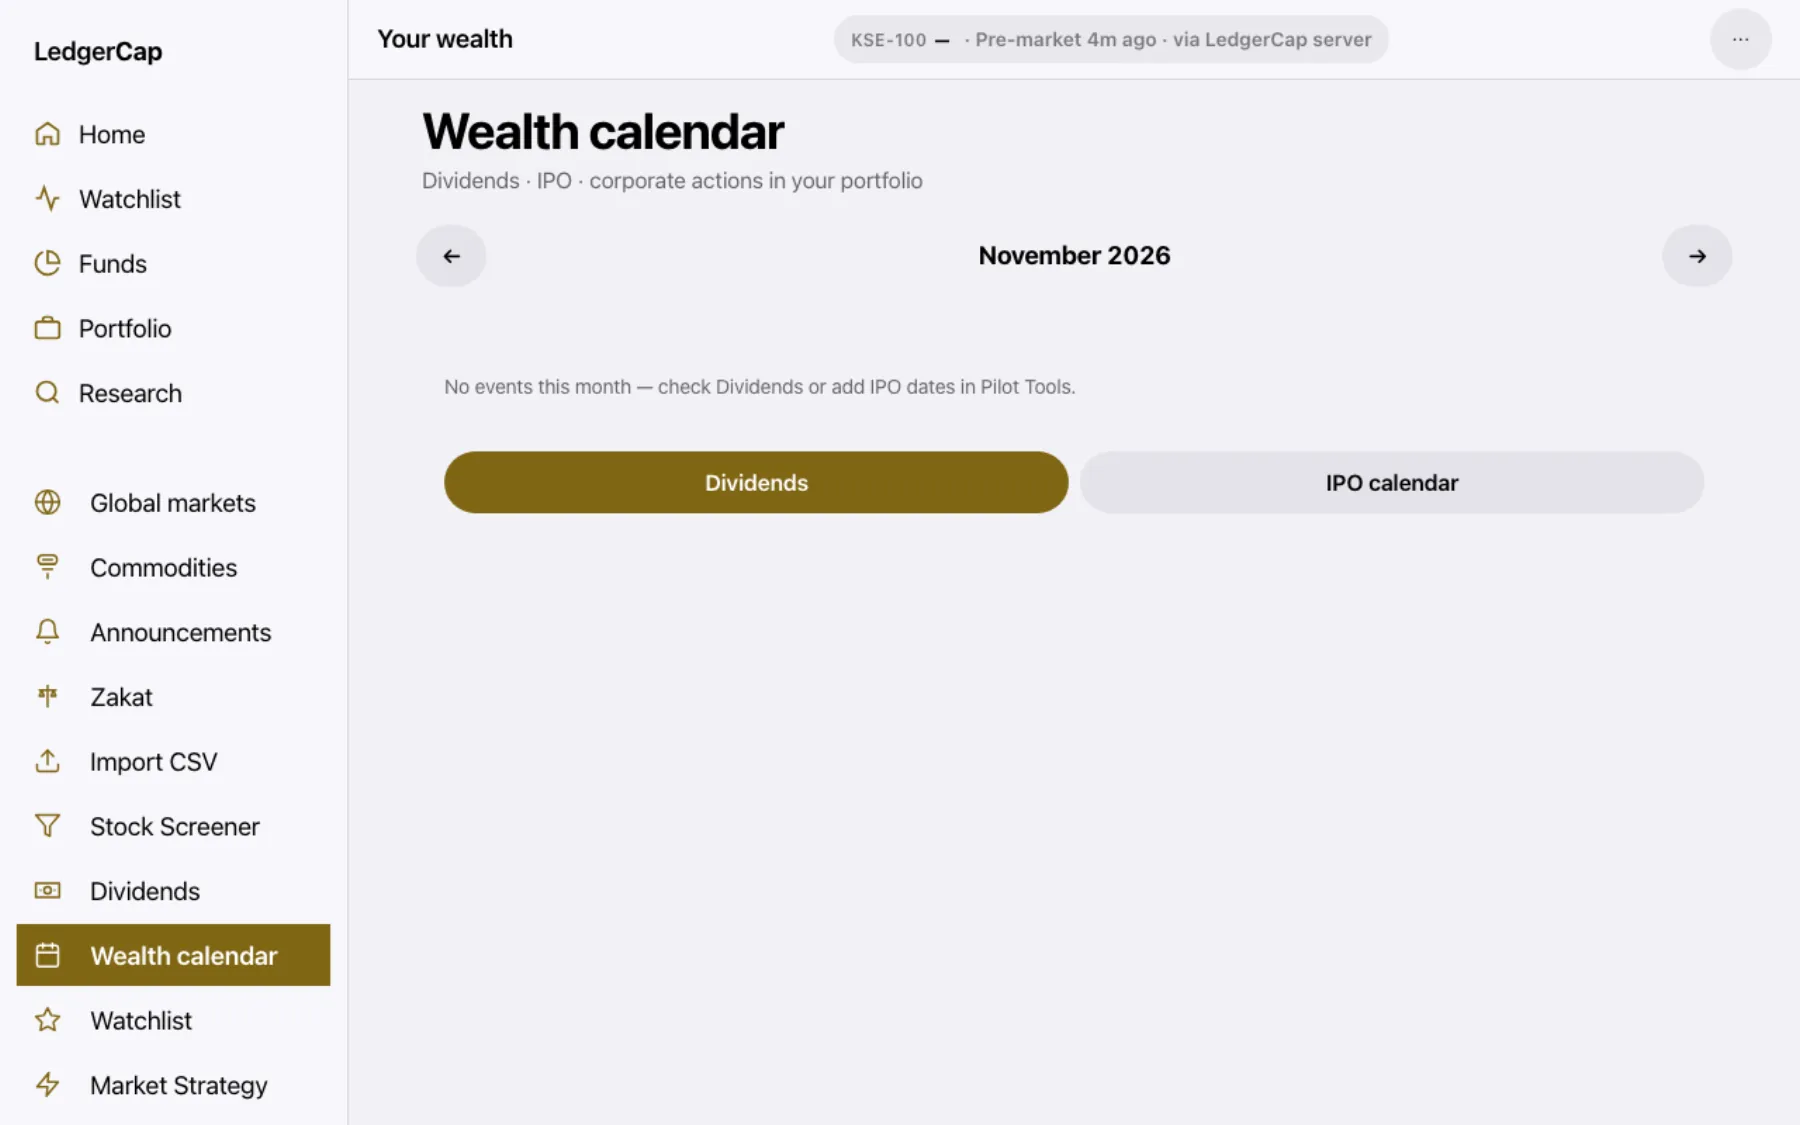 LedgerCap
Home
Watchlist
Funds
Portfolio
Research
Global markets
Commodities
Announcements
Zakat
Import CSV
Stock Screener
Dividends
Wealth calendar
Watchlist
Market Strategy
Your wealth
KSE-100 — · Pre-market 4m ago · via LedgerCap server
...
Wealth calendar
Dividends · IPO · corporate actions in your portfolio
← November 2026 →
No events this month — check Dividends or add IPO dates in Pilot Tools.
Dividends IPO calendar